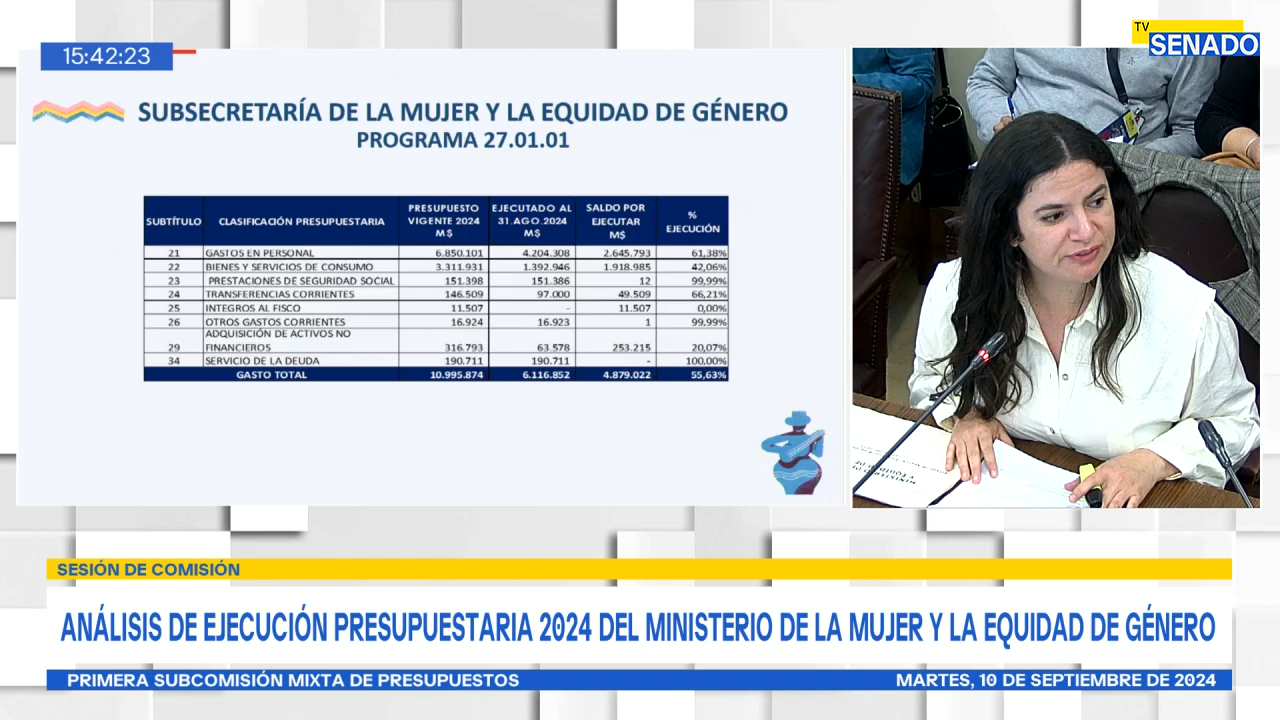 TV
SENADO
15:42:23
SUBSECRETARÍA DE LA MUJER Y LA EQUIDAD DE GÉNERO
PROGRAMA 27.01.01
SUBTÍTULO CLASIFICACIÓN PRESUPUESTARIA PRESUPUESTO VIGENTE 2024 M$ EJECUTADO AL 31.AGO.2024 M$ SALDO POR EJECUTAR M$ % EJECUCIÓN
21 GASTOS EN PERSONAL 6.850.101 4.204.308 2.645.793 61,38%
22 BIENES Y SERVICIOS DE CONSUMO 3.311.931 1.392.946 1.918.985 42,06%
23 PRESTACIONES DE SEGURIDAD SOCIAL 151.398 151.386 12 99,99%
24 TRANSFERENCIAS CORRIENTES 146.509 97.000 49.509 66,21%
25 INTEGROS AL FISCO 11.507 - 11.507 0,00%
26 OTROS GASTOS CORRIENTES 16.924 16.923 1 99,99%
ADQUISICIÓN DE ACTIVOS NO
29 FINANCIEROS 316.793 63.578 253.215 20,07%
34 SERVICIO DE LA DEUDA 190.711 190.711 - 100,00%
GASTO TOTAL 10.995.874 6.116.852 4.879.022 55,63%
SESIÓN DE COMISIÓN
ANÁLISIS DE EJECUCIÓN PRESUPUESTARIA 2024 DEL MINISTERIO DE LA MUJER Y LA EQUIDAD DE GÉNERO
PRIMERA SUBCOMISIÓN MIXTA DE PRESUPUESTOS
MARTES, 10 DE SEPTIEMBRE DE 2024